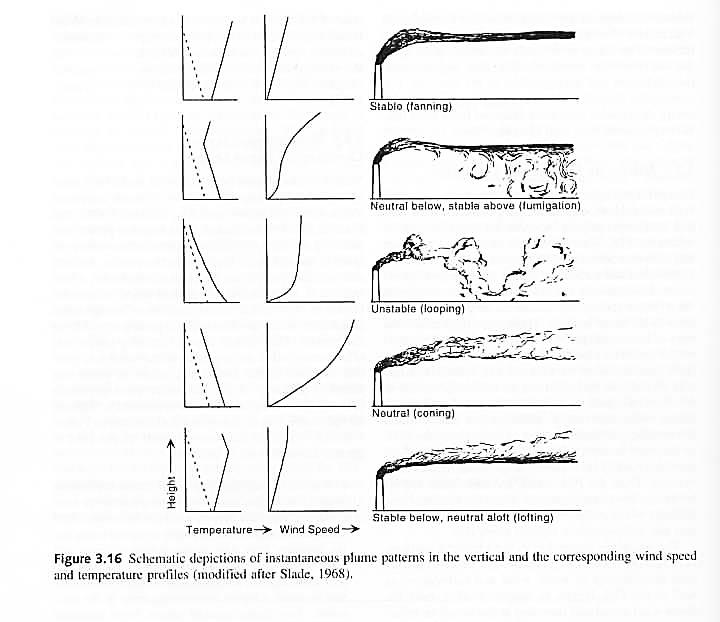 Stable (fanning)
Neutral below, stable above (fumigation)
Unstable (looping)
Neutral (coning)
Height
Stable below, neutral aloft (lofting)
Temperature Wind Speed
Figure 3.16 Schematic depictions of instantaneous plume patterns in the vertical and the corresponding wind speed
and temperature profiles (modified after Slade, 1968).